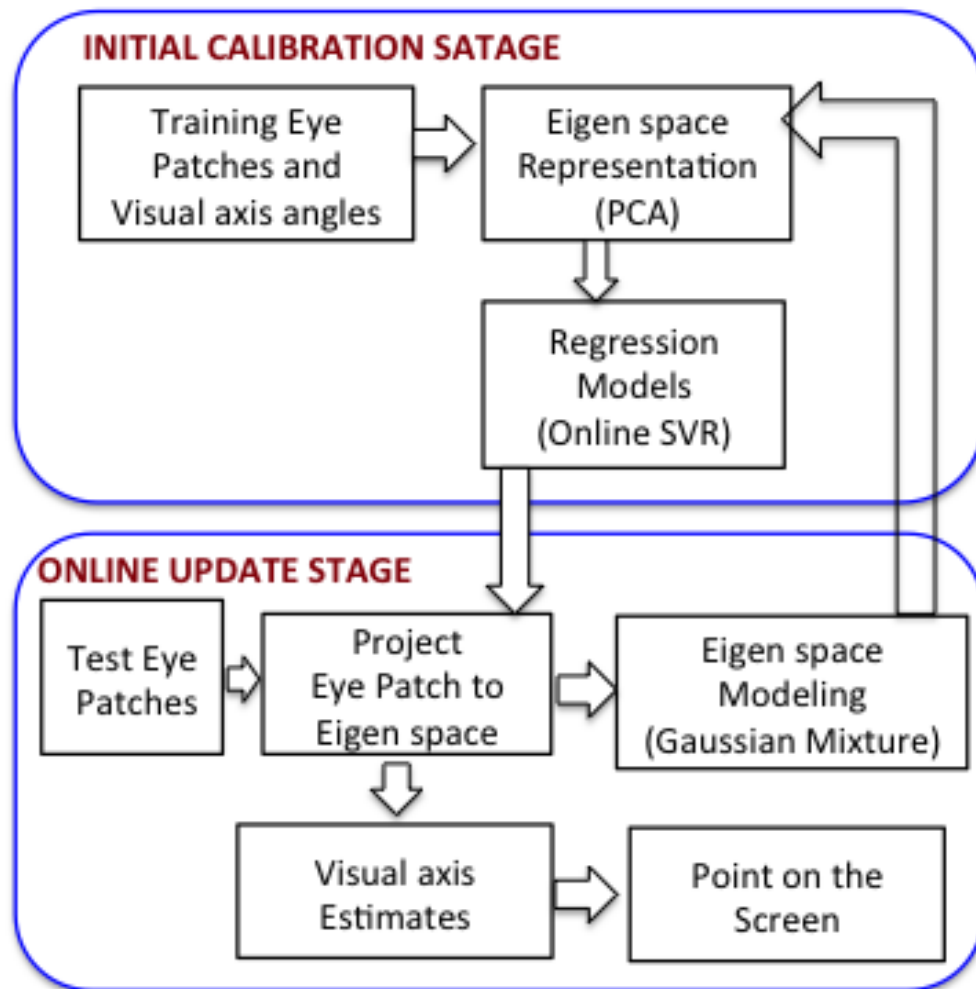 INITIAL CALIBRATION SATAGE
Training Eye
Patches and
Visual axis angles
Eigen space
Representation
(PCA)
Regression
Models
(Online SVR)
ONLINE UPDATE STAGE
Test Eye
Patches
Project
Eye Patch to
Eigen space
Eigen space
Modeling
(Gaussian Mixture)
Visual axis
Estimates
Point on the
Screen